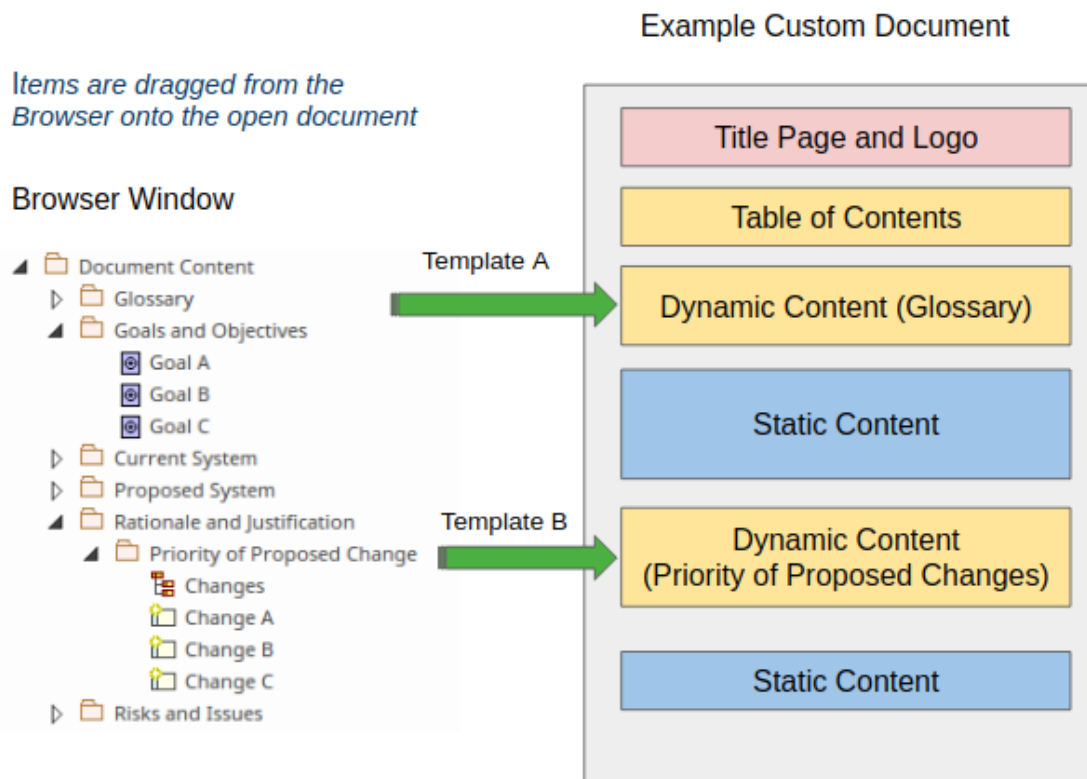 Example Custom Document
Items are dragged from the
Browser onto the open document
Browser Window
Document Content
Glossary
Goals and Objectives
Goal A
Goal B
Goal C
Current System
Proposed System
Rationale and Justification
Priority of Proposed Change
Changes
Change A
Change B
Change C
Risks and Issues
Template A
Template B
Title Page and Logo
Table of Contents
Dynamic Content (Glossary)
Static Content
Dynamic Content
(Priority of Proposed Changes)
Static Content